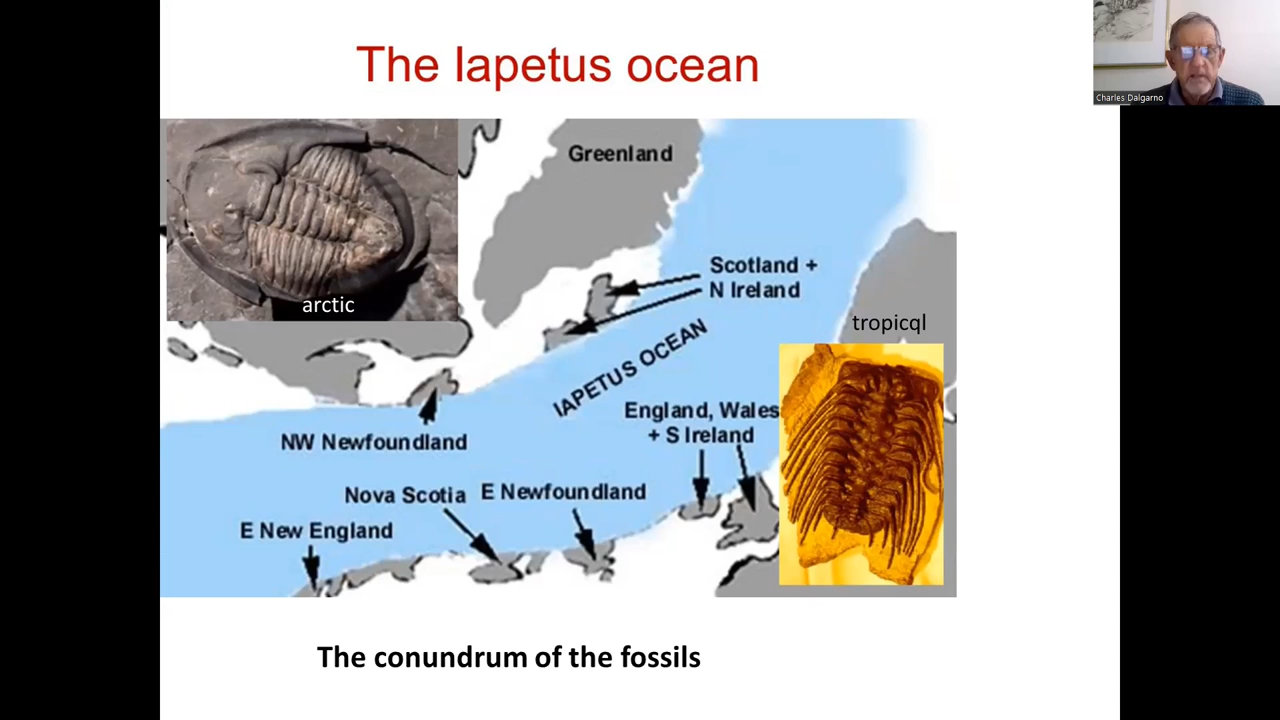 The Iapetus ocean
Charles Dalgarno
Greenland
arctic
Scotland +
N Ireland
tropicql
IAPETUS OCEAN
England, Wales
+ S Ireland
NW Newfoundland
Nova Scotia
E Newfoundland
E New England
The conundrum of the fossils